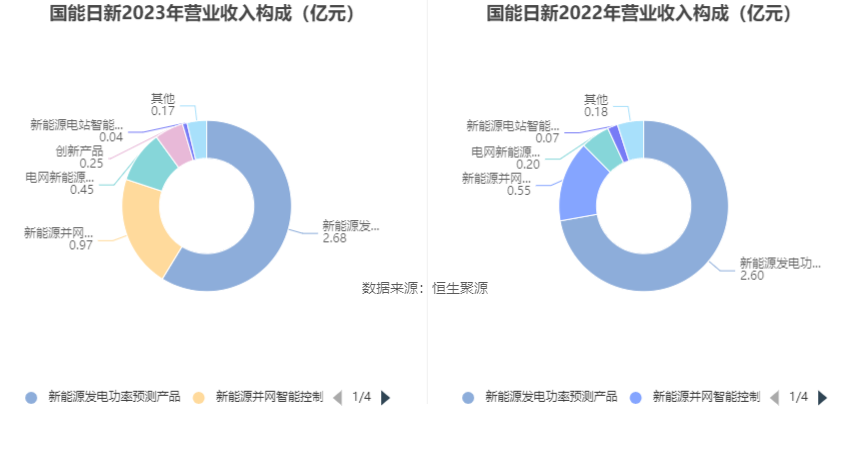 国能日新2023年营业收入构成（亿元）
其他
0.17
新能源电站智能...
0.04
创新产品
0.25
电网新能源...
0.45
新能源并网...
0.97
新能源发...
2.68
新能源发电功率预测产品
新能源并网智能控制
1/4
国能日新2022年营业收入构成（亿元）
其他
0.18
新能源电站智能...
0.07
电网新能源...
0.20
新能源并网...
0.55
新能源发电功...
2.60
数据来源：恒生聚源
新能源发电功率预测产品
新能源并网智能控制
1/4